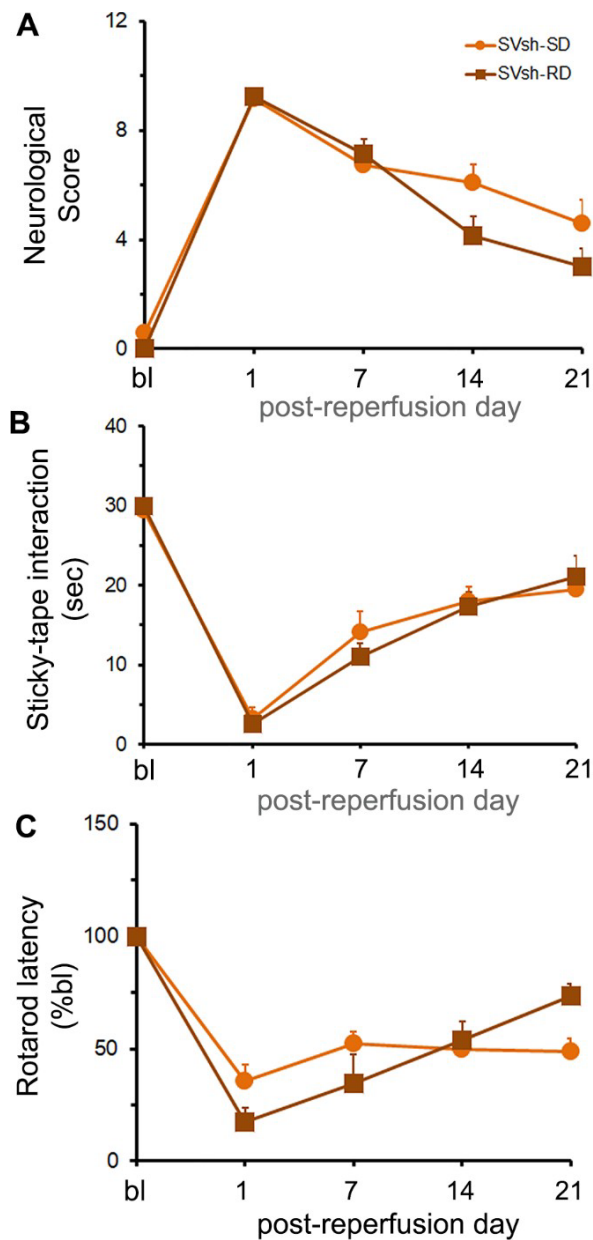 A
Neurological
Score
12
8
4
0
SVsh-SD
SVsh-RD
bl
1
7
14
21
post-reperfusion day
B
Sticky-tape interaction
(sec)
40
30
20
10
0
bl
1
7
14
21
post-reperfusion day
C
Rotarod latency
(%bl)
150
100
50
0
bl
1
7
14
21
post-reperfusion day